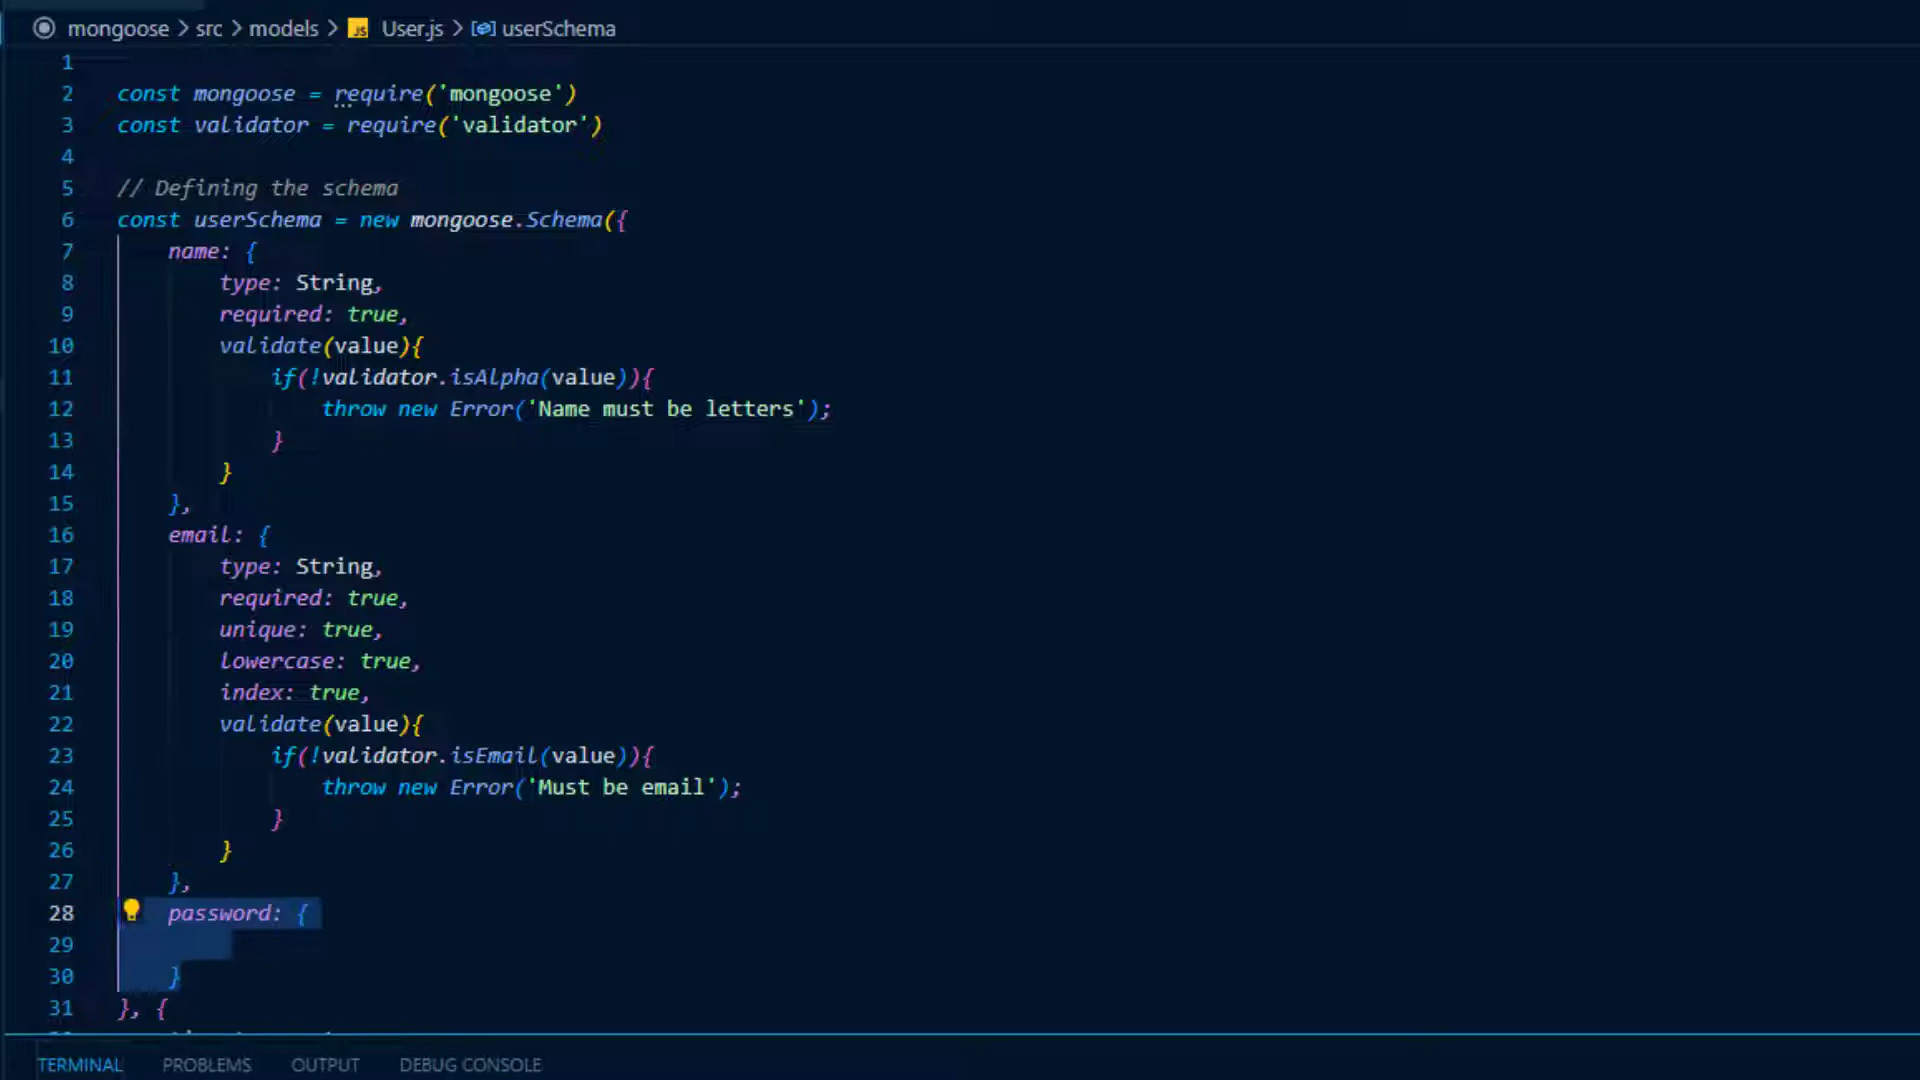 mongoose > src > models > JS User.js > userSchema
1
2 const mongoose = require('mongoose')
3 const validator = require('validator')
4
5 // Defining the schema
6 const userSchema = new mongoose.Schema({
7 name: {
8 type: String,
9 required: true,
10 validate(value){
11 if(!validator.isAlpha(value)){
12 throw new Error('Name must be letters');
13 }
14 }
15 },
16 email: {
17 type: String,
18 required: true,
19 unique: true,
20 lowercase: true,
21 index: true,
22 validate(value){
23 if(!validator.isEmail(value)){
24 throw new Error('Must be email');
25 }
26 }
27 },
28 password: {
29
30 }
31 }, {
TERMINAL PROBLEMS OUTPUT DEBUG CONSOLE